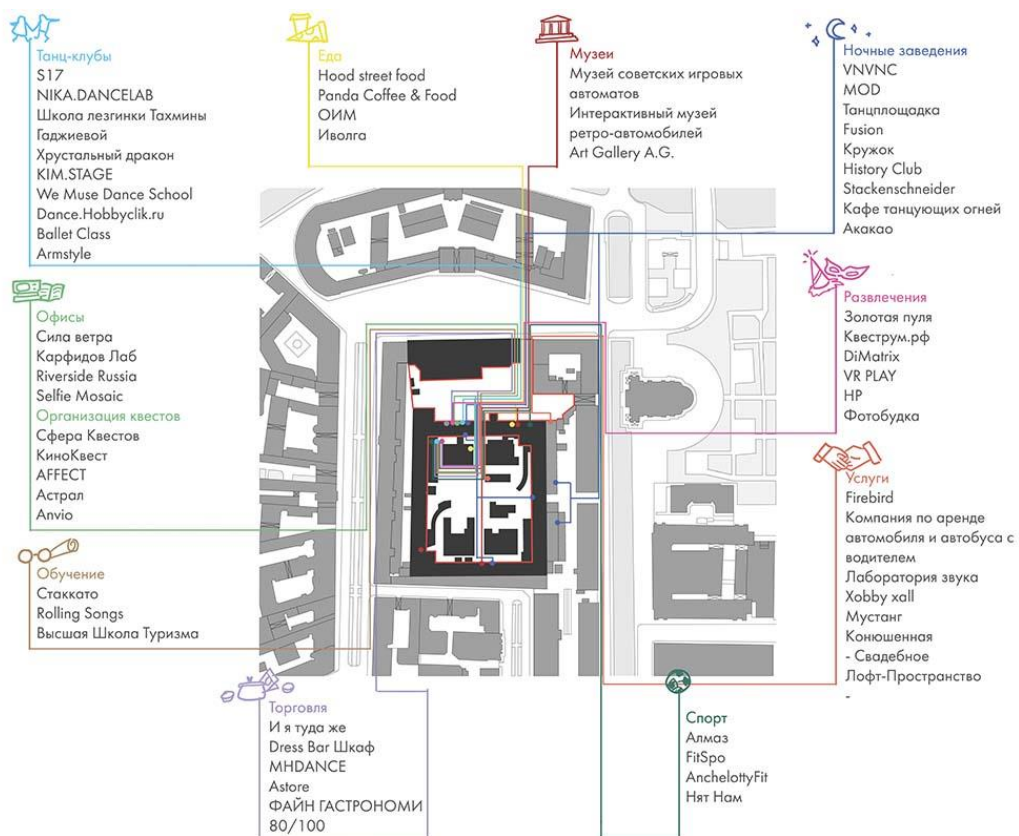 Танц-клубы
S17
NIKA.DANCELAB
Школа лезгинки Тахмины
Гаджиевой
Хрустальный дракон
KIM.STAGE
We Muse Dance School
Dance.Hobbyclik.ru
Ballet Class
Armstyle
Еда
Hood street food
Panda Coffee & Food
ОИМ
Иволга
Музеи
Музей советских игровых
автоматов
Интерактивный музей
ретро-автомобилей
Art Gallery A.G.
Ночные заведения
VNVNC
MOD
Танцплощадка
Fusion
Кружок
History Club
Stackenschneider
Кафе танцующих огней
Акакао
Офисы
Сила ветра
Карфидов Лаб
Riverside Russia
Selfie Mosaic
Организация квестов
Сфера Квестов
КиноКвест
AFFECT
Астрал
Anvio
Развлечения
Золотая пуля
Квеструм.рф
DiMatrix
VR PLAY
НР
Фотобудка
Обучение
Стаккато
Rolling Songs
Высшая Школа Туризма
Услуги
Firebird
Компания по аренде
автомобиля и автобуса с
водителем
Лаборатория звука
Xobby xall
Мустанг
Конюшенная
- Свадебное
Лофт-Пространство
-
Торговля
И я туда же
Dress Bar Шкаф
MHDANCE
Astore
ФАЙН ГАСТРОНОМИ
80/100
Спорт
Алмаз
FitSpo
AnchelottyFit
Нят Нам